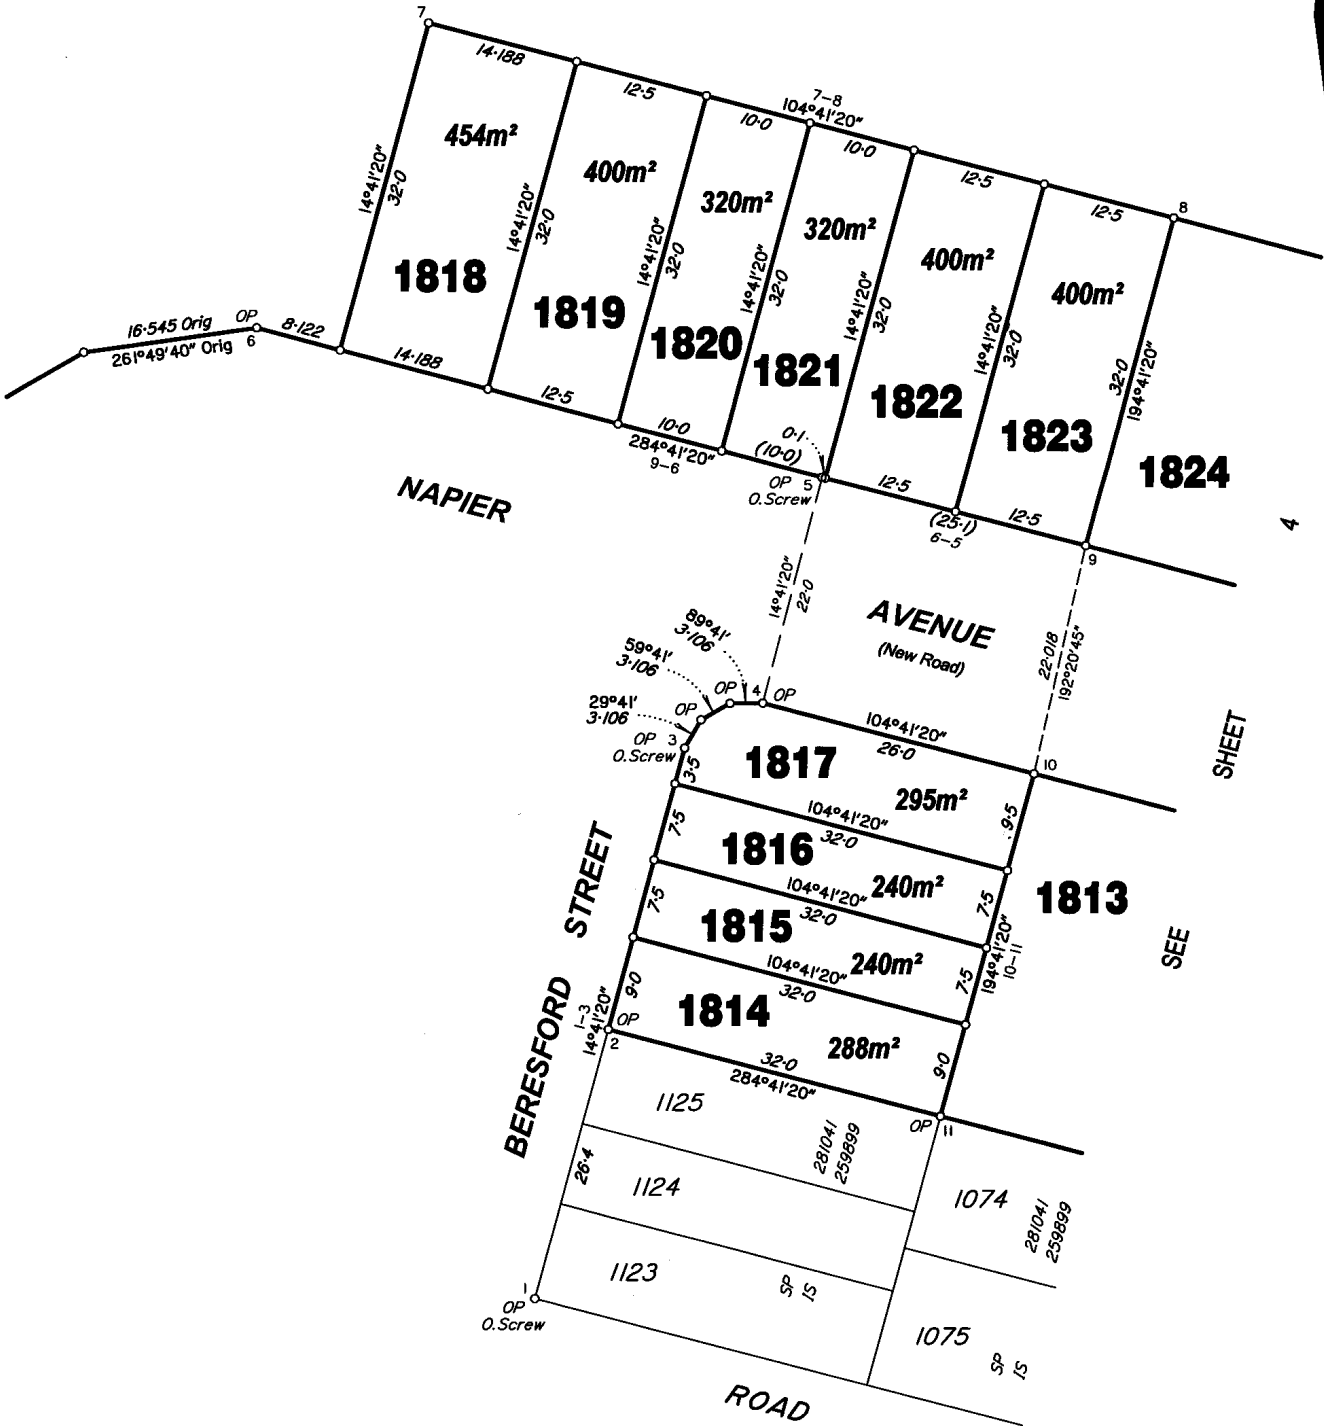 7
14·188
12·5
7–8
104°41'20"
10·0
10·0
12·5
12·5
8
14°41'20"
32·0
454m²
1818
14°41'20"
32·0
400m²
1819
14°41'20"
32·0
320m²
1820
14°41'20"
32·0
320m²
1821
14°41'20"
32·0
400m²
1822
14°41'20"
32·0
400m²
1823
32·0
194°41'20"
1824
16·545 Orig
261°49'40" Orig
OP
6
8·122
14·188
12·5
10·0
284°41'20"
9–6
(10·0)
0·1
OP 5
O.Screw
12·5
(25·1)
6–5
12·5
9
4
NAPIER
AVENUE
(New Road)
14°41'20"
22·0
22·018
192°20'45"
SHEET
SEE
89°41'
3·106
59°41'
3·106
29°41'
3·106
OP
4
OP
OP
OP 3
O.Screw
3·5
104°41'20"
26·0
10
1817
295m²
9·5
7·5
104°41'20"
32·0
1816
240m²
7·5
1813
7·5
104°41'20"
32·0
1815
240m²
7·5
194°41'20"
10–11
9·0
104°41'20"
32·0
1814
288m²
9·0
1–3
14°41'20"
OP
2
32·0
284°41'20"
OP
11
BERESFORD STREET
1125
281041
259899
26·4
1124
1123
SP
IS
1
OP
O.Screw
1074
281041
259899
1075
SP
IS
ROAD